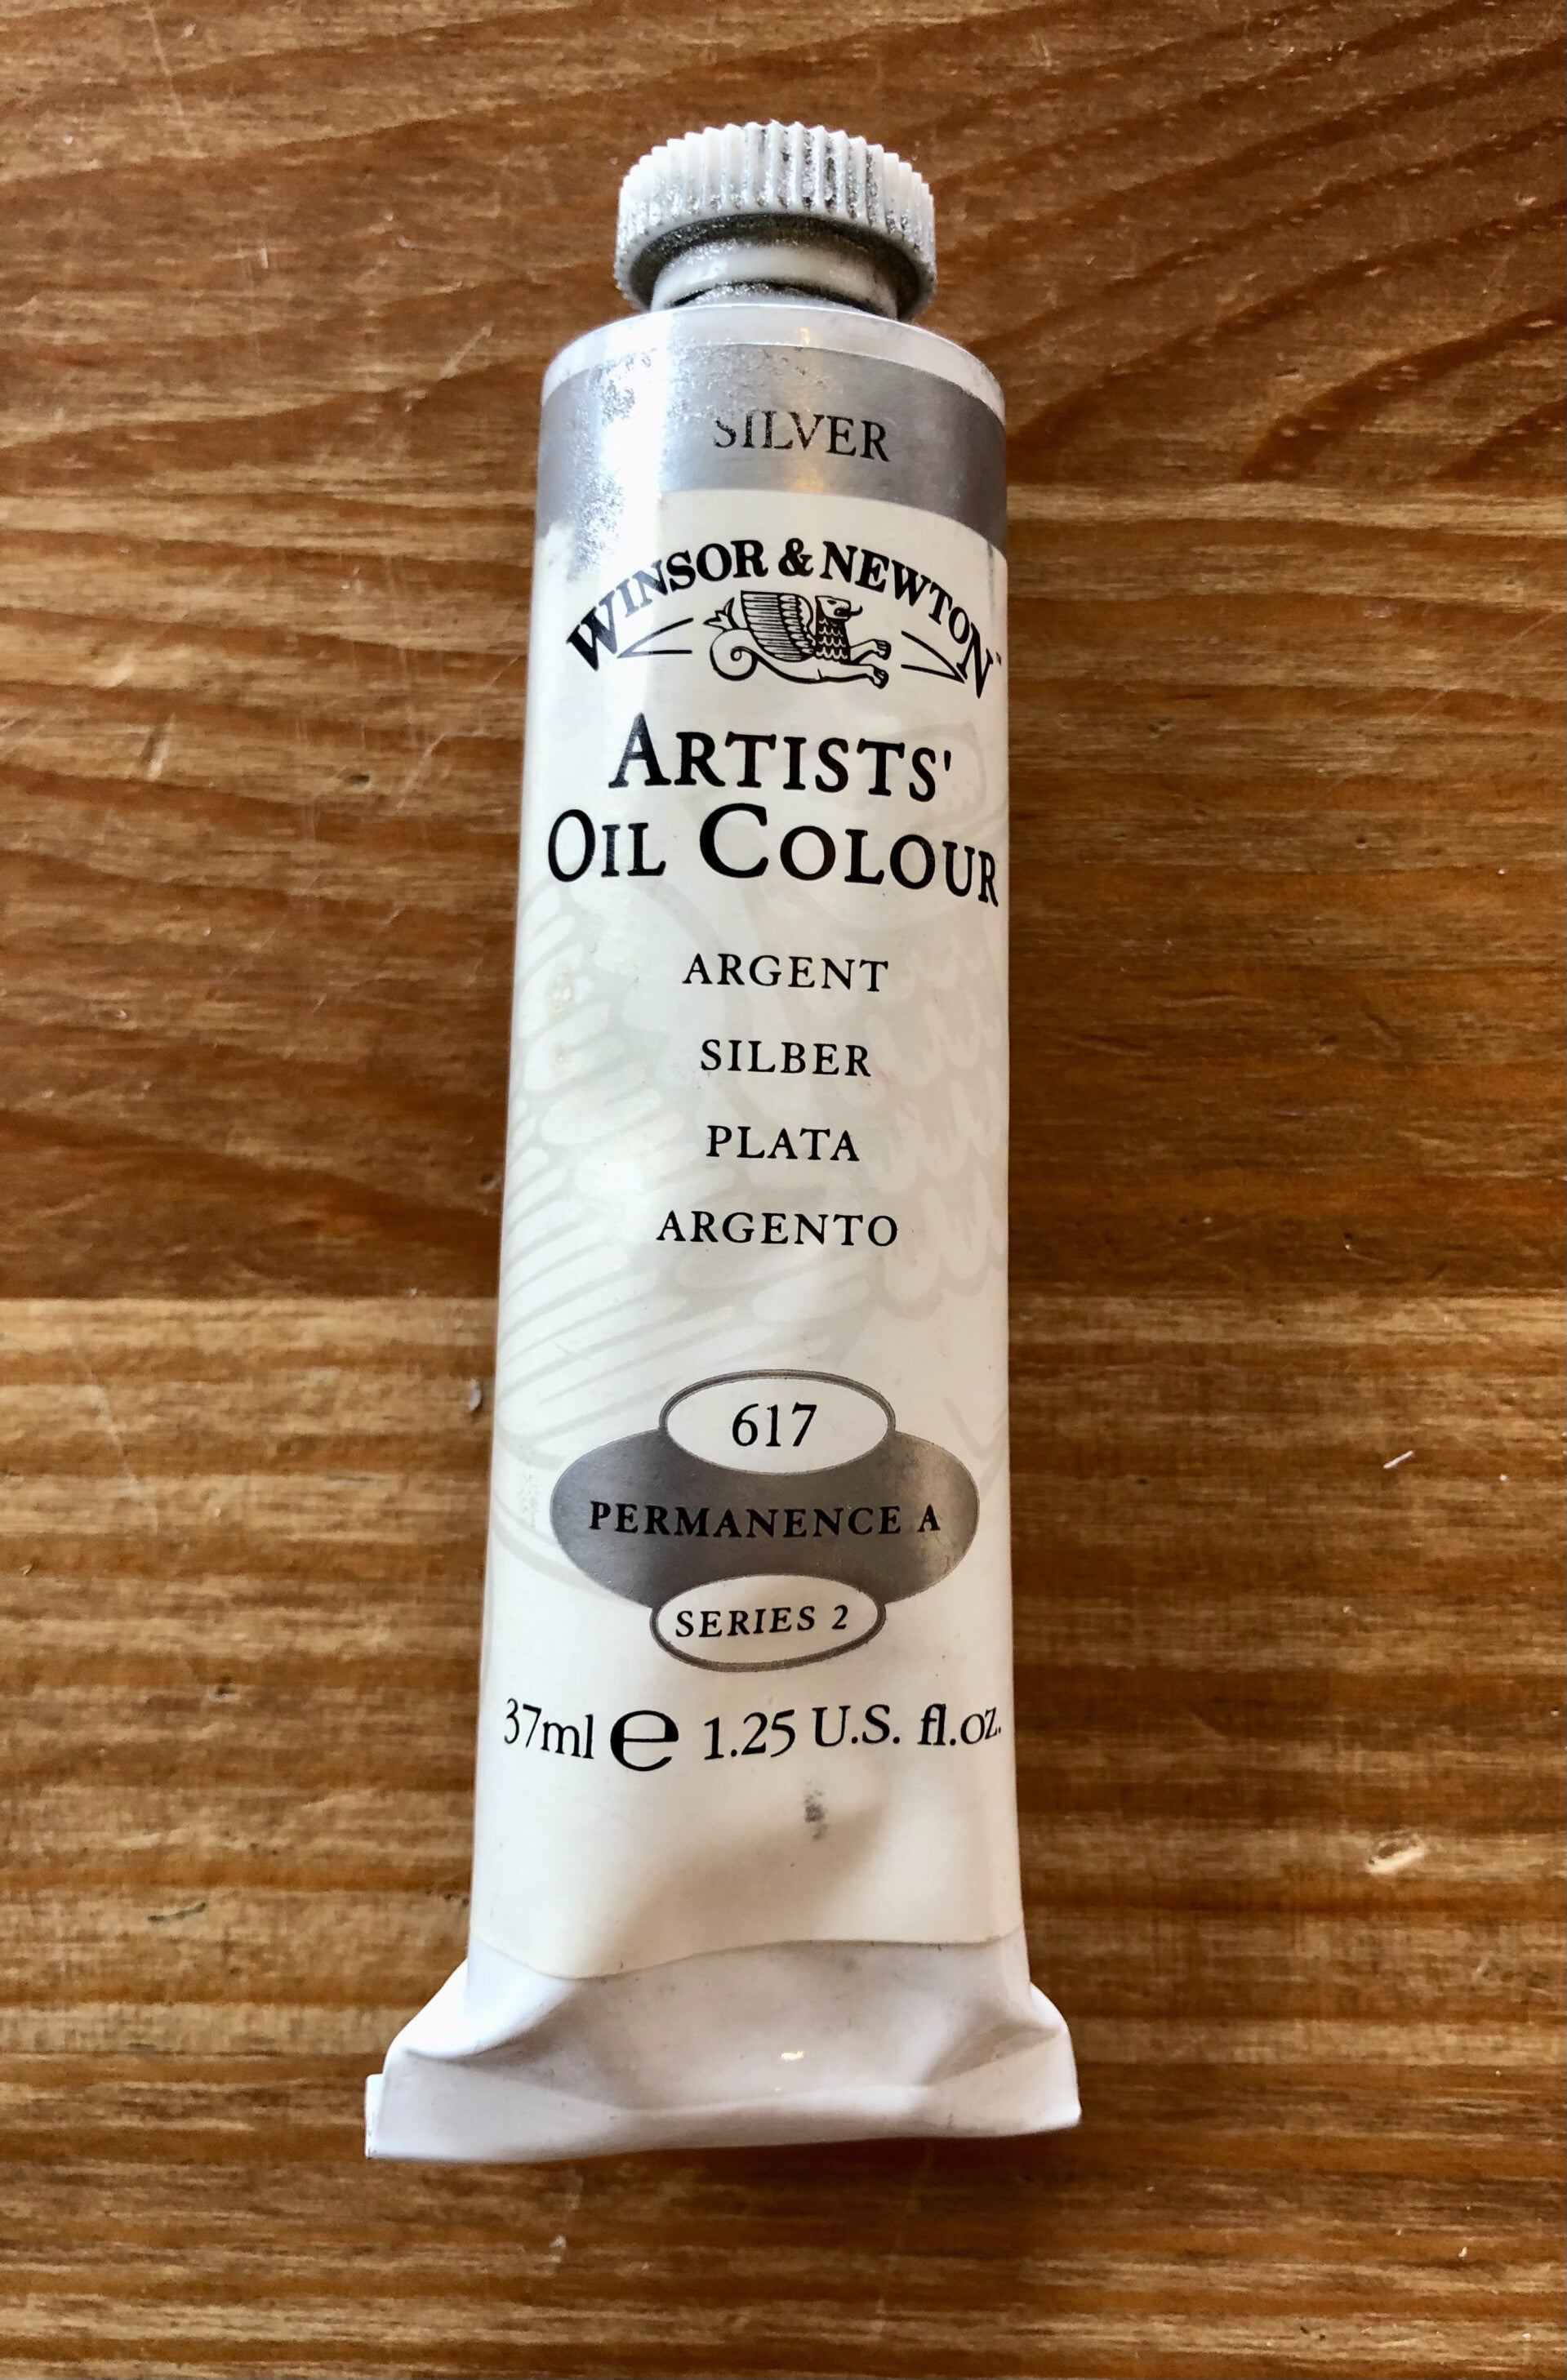 SILVER
WINSOR & NEWTON
ARTISTS'
OIL COLOUR
ARGENT
SILBER
PLATA
ARGENTO
617
PERMANENCE A
SERIES 2
37ml e 1.25 U.S. fl.oz.